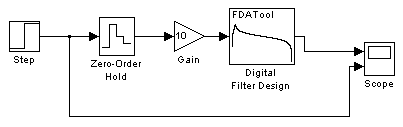 FDATool
10
Step
Zero-Order
Hold
Gain
Digital
Filter Design
Scope